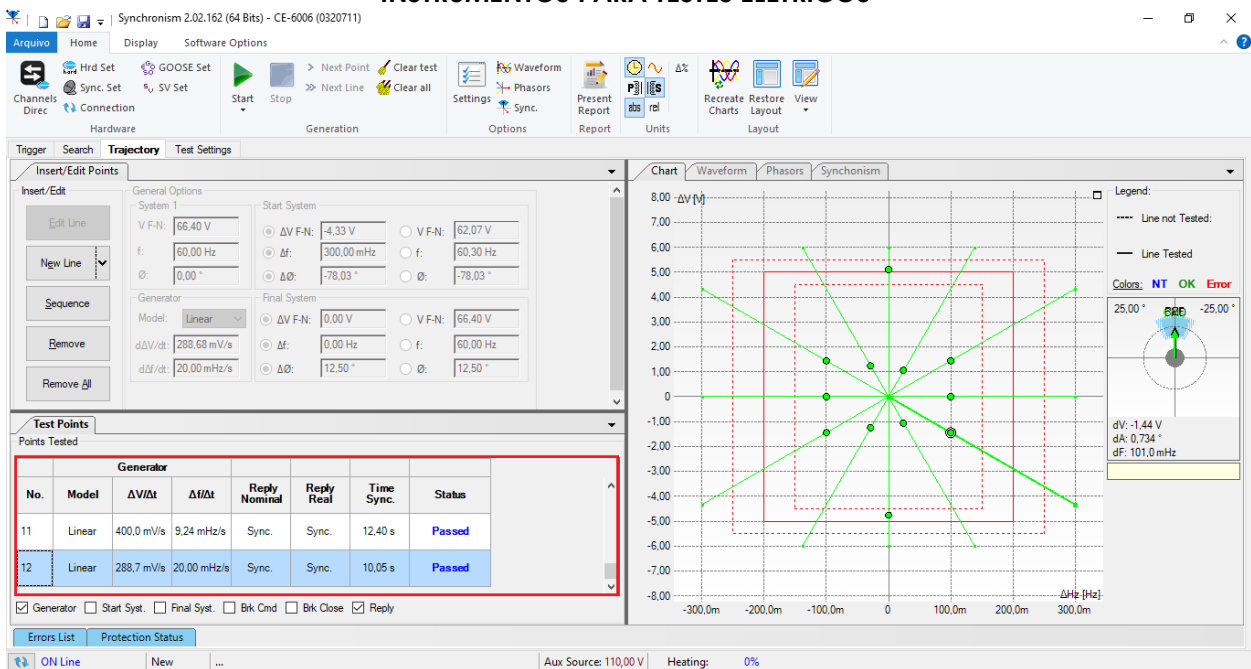 INSTRUMENTOS PARA TESTES ELÉTRICOS
Synchronism 2.02.162 (64 Bits) - CE-6006 (0320711)
Arquivo Home Display Software Options
Channels Direc
Hrd Set
Sync. Set
Connection
GOOSE Set
SV Set
Hardware
Start Stop
Next Point
Next Line
Clear test
Clear all
Generation
Settings
Waveform
Phasors
Sync.
Options
Present Report
Report
Δ%
abs rel
Units
Recreate Charts
Restore Layout
View
Layout
Trigger Search Trajectory Test Settings
Insert/Edit Points
Insert/Edit
Edit Line
New Line
Sequence
Remove
Remove All
General Options
System 1
V F-N: 66,40 V
f: 60,00 Hz
Ø: 0,00 °
Start System
ΔV F-N: -4,33 V V F-N: 62,07 V
Δf: 300,00 mHz f: 60,30 Hz
ΔØ: -78,03 ° Ø: -78,03 °
Generator
Model: Linear
dΔV/dt: 288,68 mV/s
dΔf/dt: 20,00 mHz/s
Final System
ΔV F-N: 0,00 V V F-N: 66,40 V
Δf: 0,00 Hz f: 60,00 Hz
ΔØ: 12,50 ° Ø: 12,50 °
Test Points
Points Tested
Generator
No. Model ΔV/Δt Δf/Δt Reply Nominal Reply Real Time Sync. Status
11 Linear 400,0 mV/s 9,24 mHz/s Sync. Sync. 12,40 s Passed
12 Linear 288,7 mV/s 20,00 mHz/s Sync. Sync. 10,05 s Passed
Generator Start Syst. Final Syst. Brk Cmd Brk Close Reply
Errors List Protection Status
ON Line New ... Aux Source: 110,00 V Heating: 0%
Chart Waveform Phasors Synchronism
ΔV [V]
8,00
7,00
6,00
5,00
4,00
3,00
2,00
1,00
0
-1,00
-2,00
-3,00
-4,00
-5,00
-6,00
-7,00
-8,00
ΔHz [Hz]
-300,0m -200,0m -100,0m 0 100,0m 200,0m 300,0m
Legend:
Line not Tested:
Line Tested
Colors: NT OK Error
25,00 ° -25,00 °
dV: -1,44 V
dA: 0,734 °
dF: 101,0 mHz